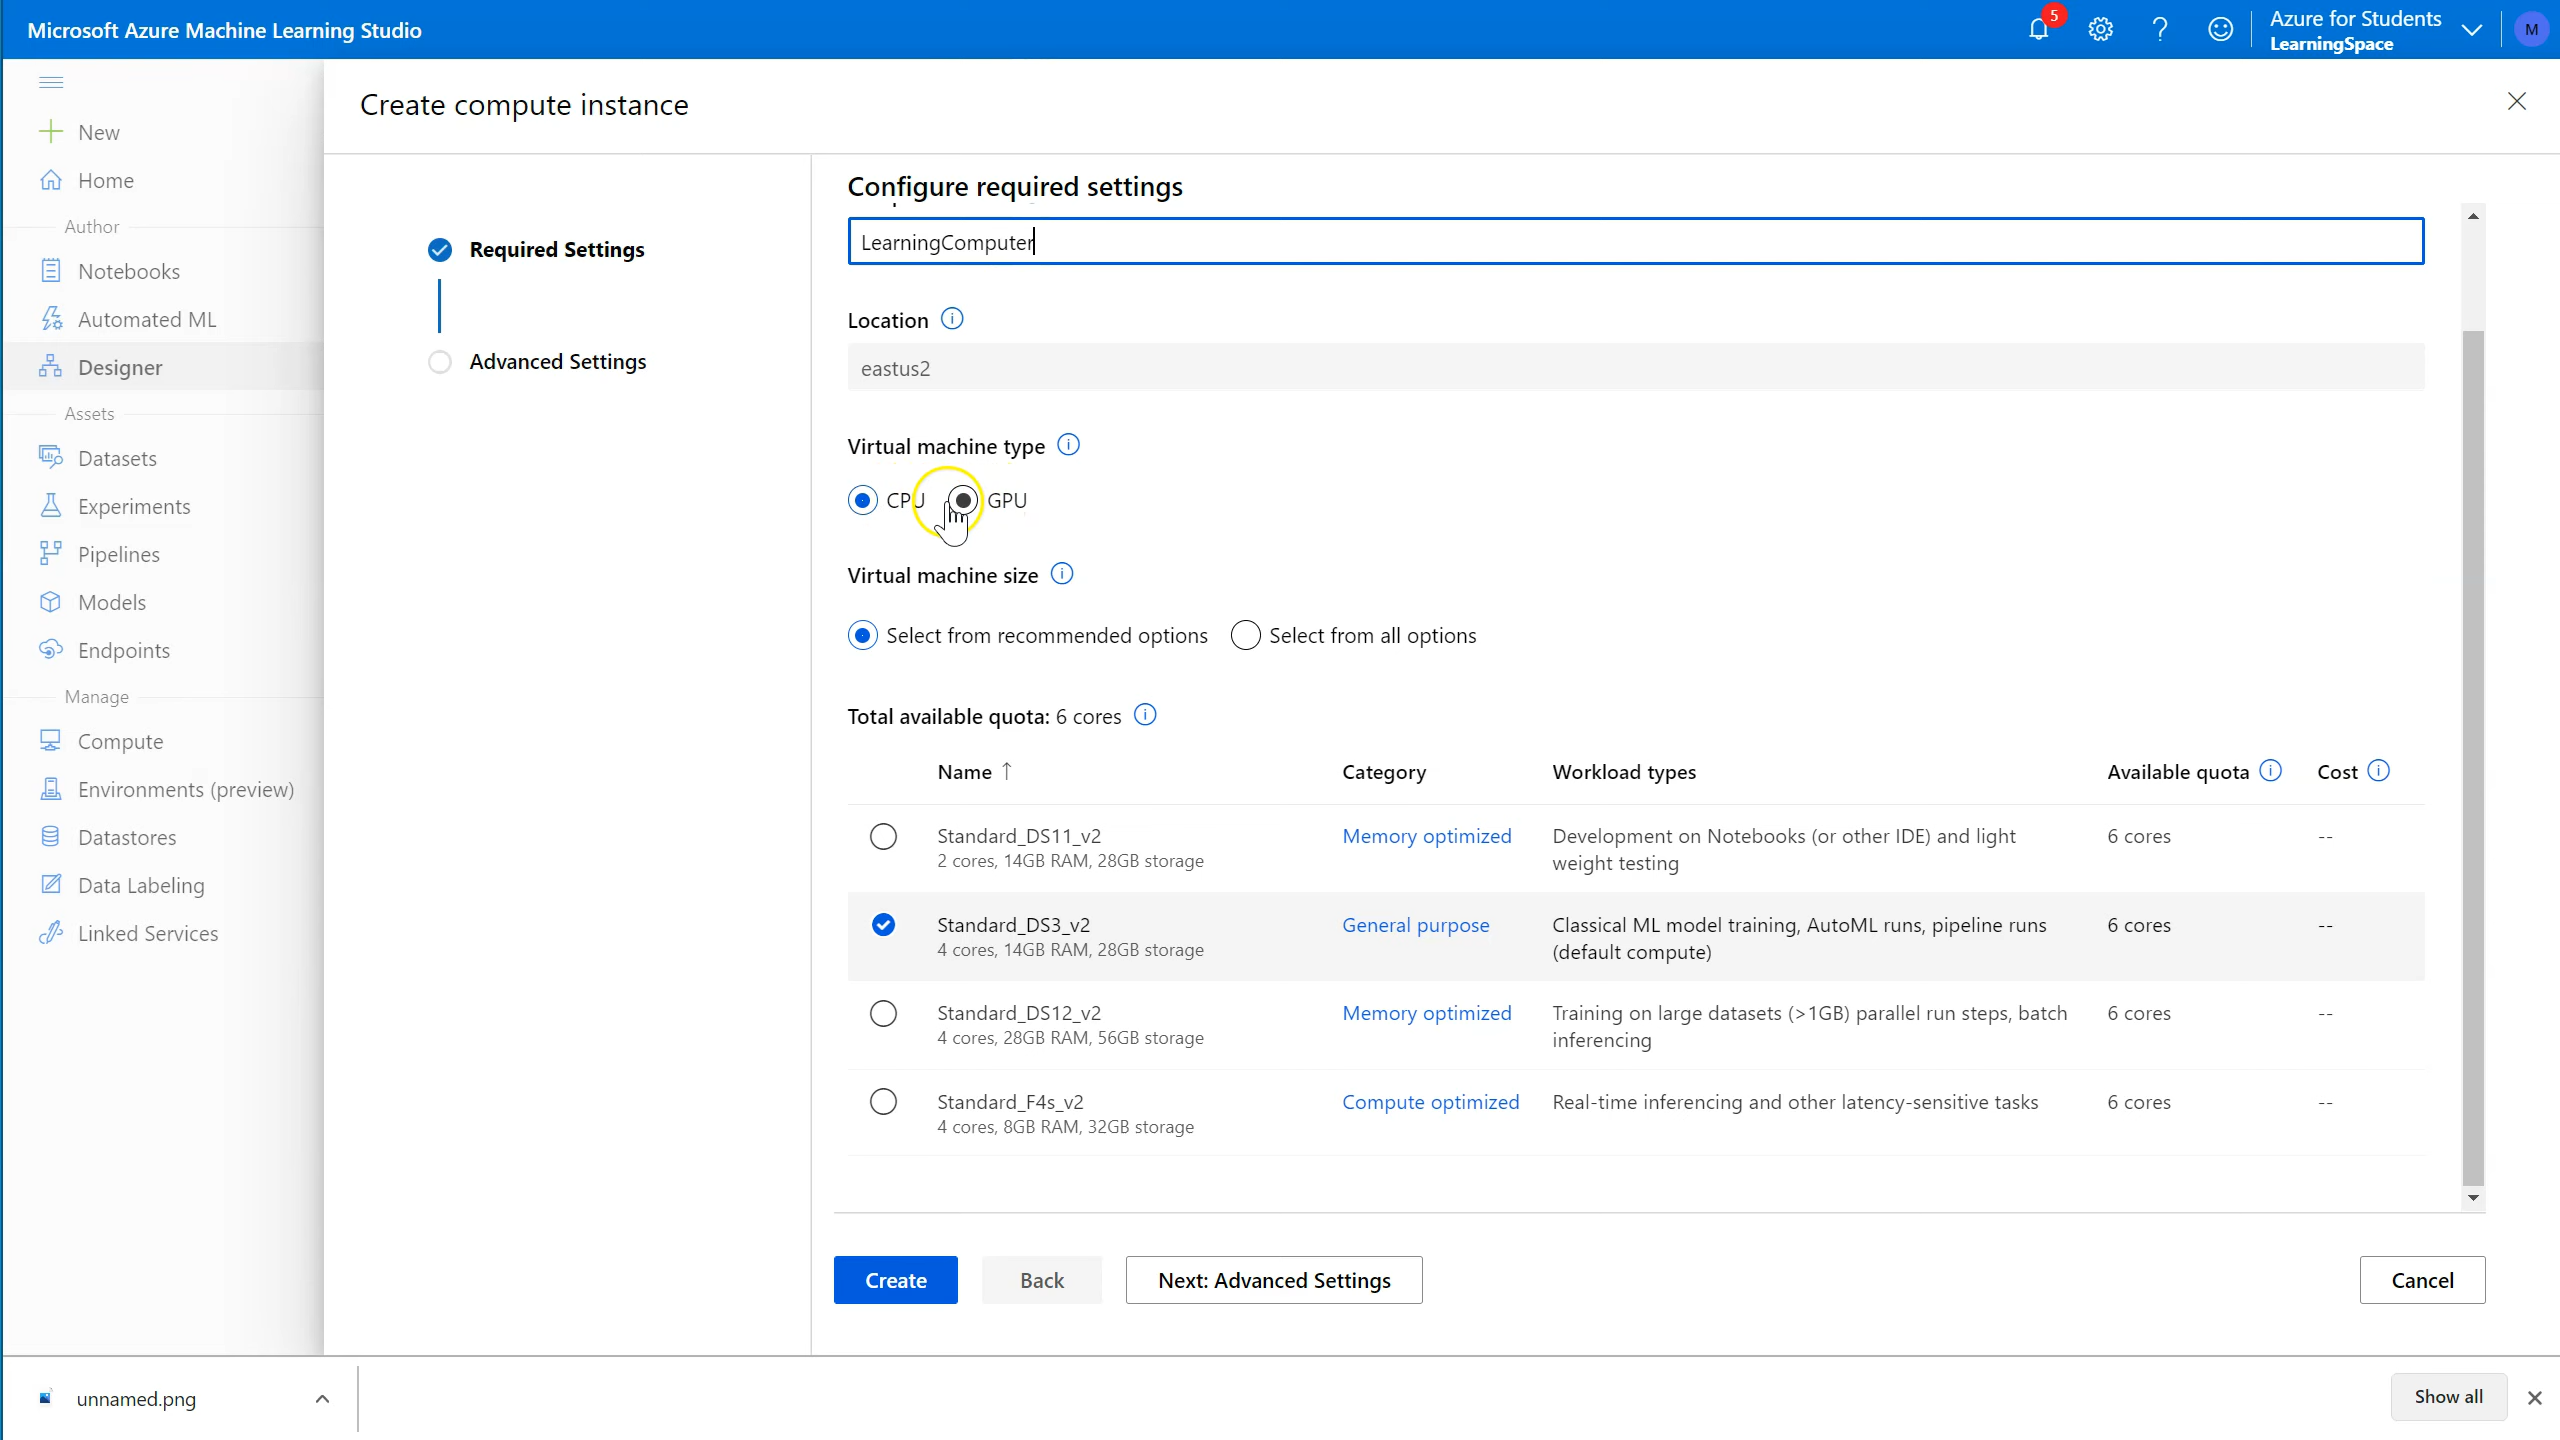 Microsoft Azure Machine Learning Studio
5
Azure for Students
LearningSpace
M
New
Home
Author
Notebooks
Automated ML
Designer
Assets
Datasets
Experiments
Pipelines
Models
Endpoints
Manage
Compute
Environments (preview)
Datastores
Data Labeling
Linked Services
Create compute instance
Required Settings
Advanced Settings
Configure required settings
LearningComputer
Location
eastus2
Virtual machine type
CPU GPU
Virtual machine size
Select from recommended options Select from all options
Total available quota: 6 cores
Name ↑ Category Workload types Available quota Cost
Standard_DS11_v2 Memory optimized Development on Notebooks (or other IDE) and light 6 cores --
2 cores, 14GB RAM, 28GB storage weight testing
Standard_DS3_v2 General purpose Classical ML model training, AutoML runs, pipeline runs 6 cores --
4 cores, 14GB RAM, 28GB storage (default compute)
Standard_DS12_v2 Memory optimized Training on large datasets (>1GB) parallel run steps, batch 6 cores --
4 cores, 28GB RAM, 56GB storage inferencing
Standard_F4s_v2 Compute optimized Real-time inferencing and other latency-sensitive tasks 6 cores --
4 cores, 8GB RAM, 32GB storage
Create Back Next: Advanced Settings Cancel
unnamed.png Show all